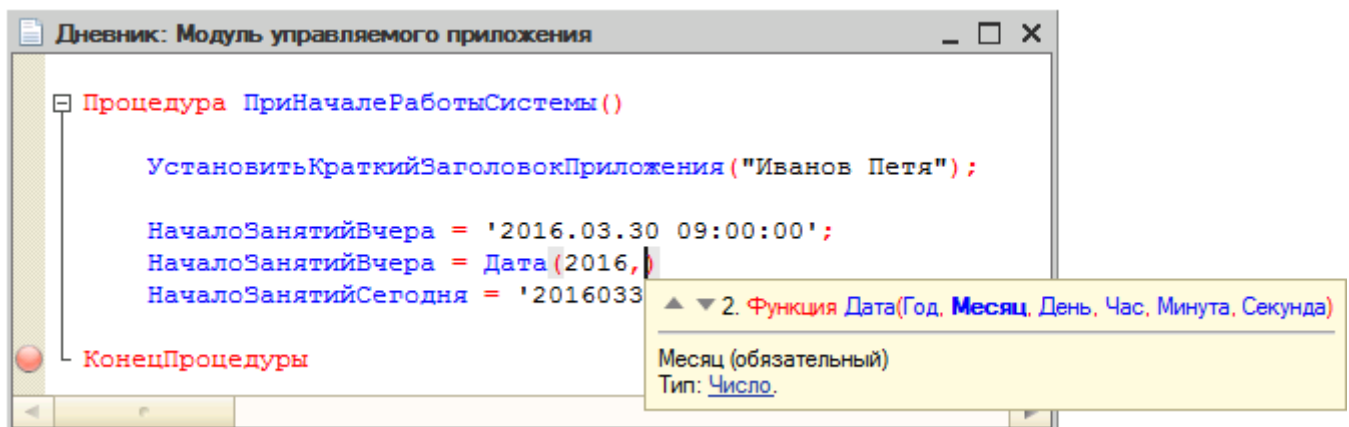 Дневник: Модуль управляемого приложения
Процедура ПриНачалеРаботыСистемы()
УстановитьКраткийЗаголовокПриложения("Иванов Петя");
НачалоЗанятийВчера = '2016.03.30 09:00:00';
НачалоЗанятийВчера = Дата(2016,)
НачалоЗанятийСегодня = '2016033
2. Функция Дата(Год, Месяц, День, Час, Минута, Секунда)
Месяц (обязательный)
Тип: Число.
КонецПроцедуры